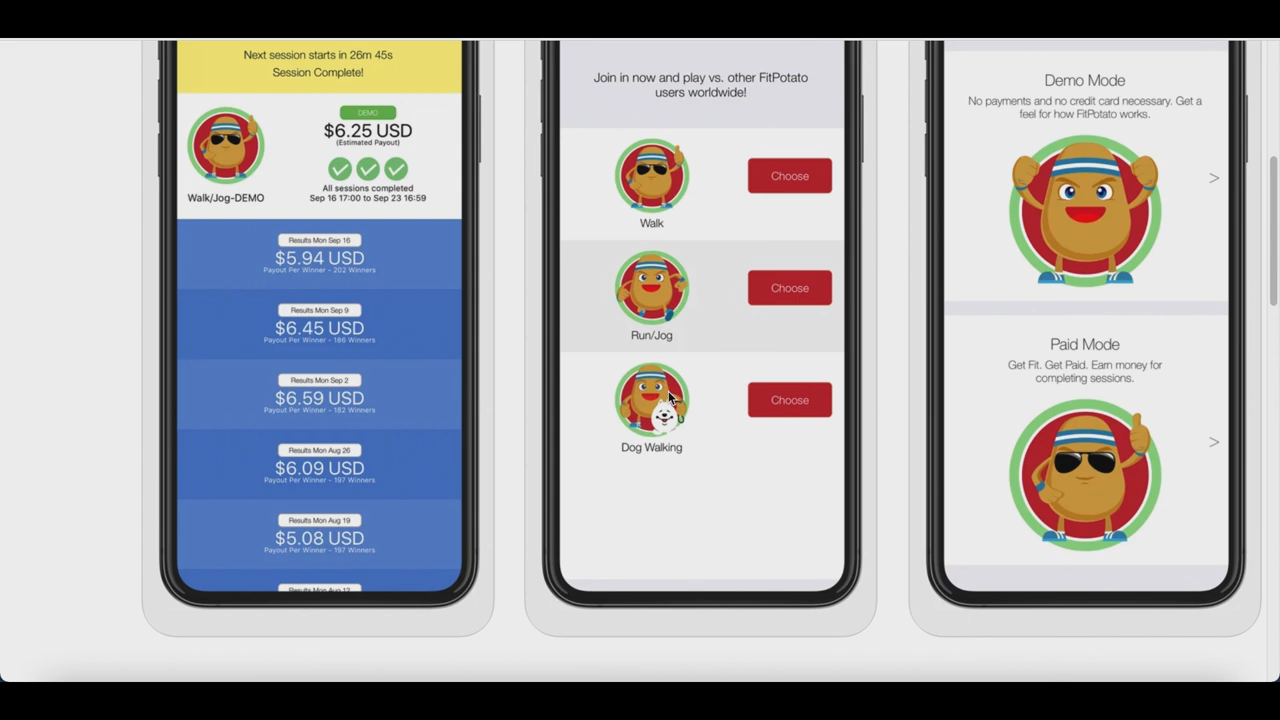 Next session starts in 26m 45s
Session Complete!
DEMO
$6.25 USD
(Estimated Payout)
All sessions completed
Sep 16 17:00 to Sep 23 16:59
Walk/Jog-DEMO
Results Mon Sep 16
$5.94 USD
Payout Per Winner - 202 Winners
Results Mon Sep 9
$6.45 USD
Payout Per Winner - 186 Winners
Results Mon Sep 2
$6.59 USD
Payout Per Winner - 182 Winners
Results Mon Aug 26
$6.09 USD
Payout Per Winner - 197 Winners
Results Mon Aug 19
$5.08 USD
Payout Per Winner - 197 Winners
Results Mon Aug 12
Join in now and play vs. other FitPotato
users worldwide!
Choose
Walk
Choose
Run/Jog
Choose
Dog Walking
Demo Mode
No payments and no credit card necessary. Get a
feel for how FitPotato works.
>
Paid Mode
Get Fit. Get Paid. Earn money for
completing sessions.
>